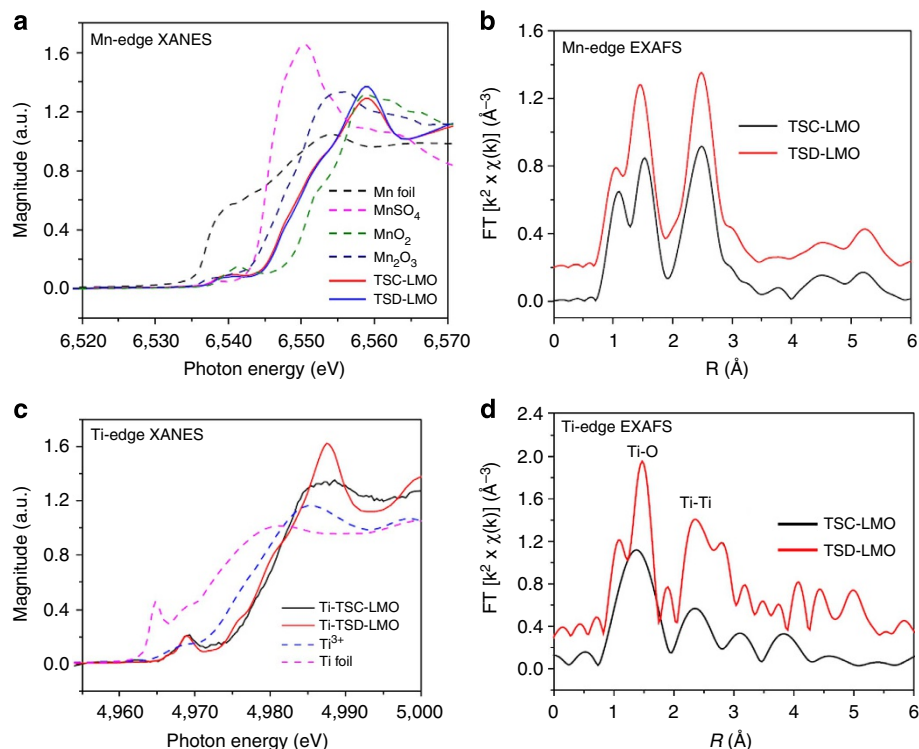 a
Mn-edge XANES
1.6
1.2
0.8
0.4
0.0
Magnitude (a.u.)
Mn foil
MnSO₄
MnO₂
Mn₂O₃
TSC-LMO
TSD-LMO
6,520 6,530 6,540 6,550 6,560 6,570
Photon energy (eV)
b
Mn-edge EXAFS
1.6
1.2
0.8
0.4
0.0
FT [k² x χ(k)] (Å⁻³)
TSC-LMO
TSD-LMO
0 1 2 3 4 5 6
R (Å)
c
Ti-edge XANES
1.6
1.2
0.8
0.4
0.0
Magnitude (a.u.)
Ti-TSC-LMO
Ti-TSD-LMO
Ti³⁺
Ti foil
4,960 4,970 4,980 4,990 5,000
Photon energy (eV)
d
Ti-edge EXAFS
2.4
2.0
1.6
1.2
0.8
0.4
0.0
FT [k² x χ(k)] (Å⁻³)
Ti-O
Ti-Ti
TSC-LMO
TSD-LMO
0 1 2 3 4 5 6
R (Å)